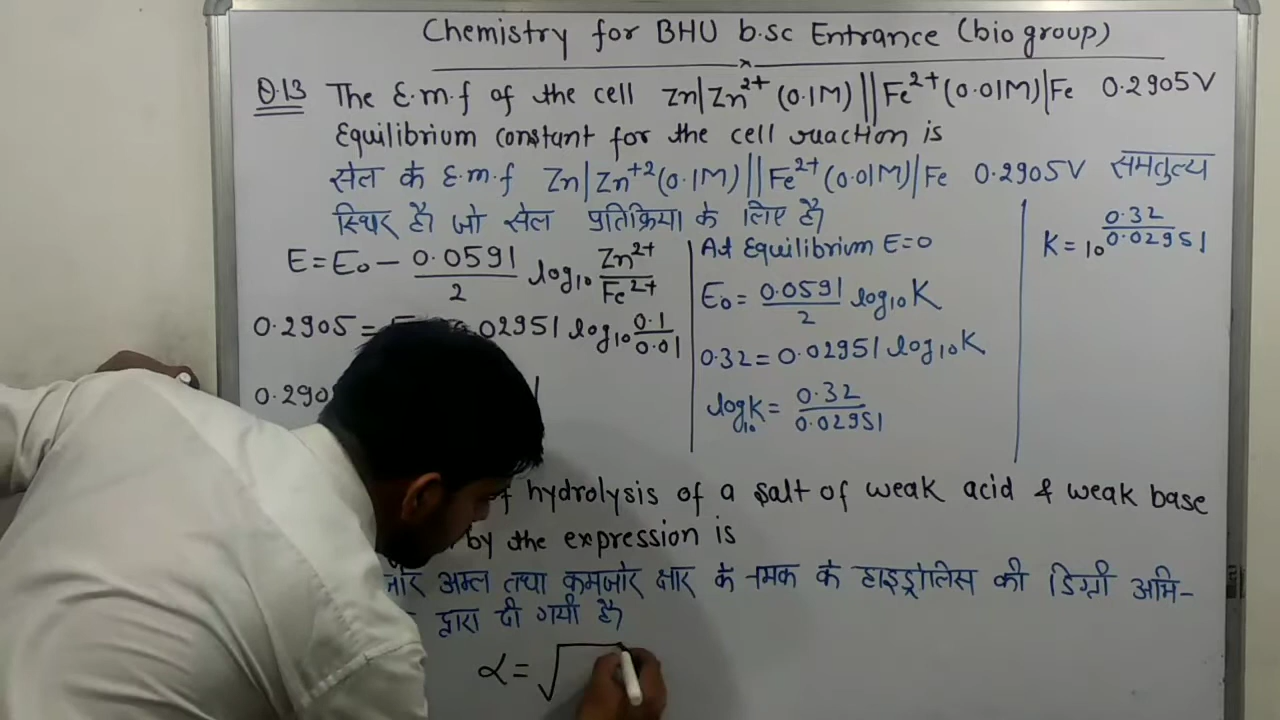 Chemistry for BHU b.sc Entrance (bio group)
Q.13 The E.m.f of the cell Zn|Zn²⁺(0.1M)||Fe²⁺(0.01M)|Fe 0.2905V
Equilibrium constant for the cell reaction is
सेल के E.m.f Zn|Zn⁺²(0.1M)||Fe²⁺(0.01M)|Fe 0.2905V समतुल्य
स्थिर है जो सेल प्रतिक्रिया के लिए है
E = E₀ - 0.0591/2 log₁₀ Zn²⁺/Fe²⁺
0.2905 = 02951 log₁₀ 0.1/0.01
0.290
At Equilibrium E=0
E₀ = 0.0591/2 log₁₀K
0.32 = 0.02951 log₁₀K
log₁₀K = 0.32/0.02951
K = 10^(0.32/0.02951)
of hydrolysis of a salt of weak acid & weak base
by the expression is
अम्ल तथा कमजोर क्षार के नमक के हाइड्रोलिस की डिग्री अभि-
द्वारा दी गयी है
α = √